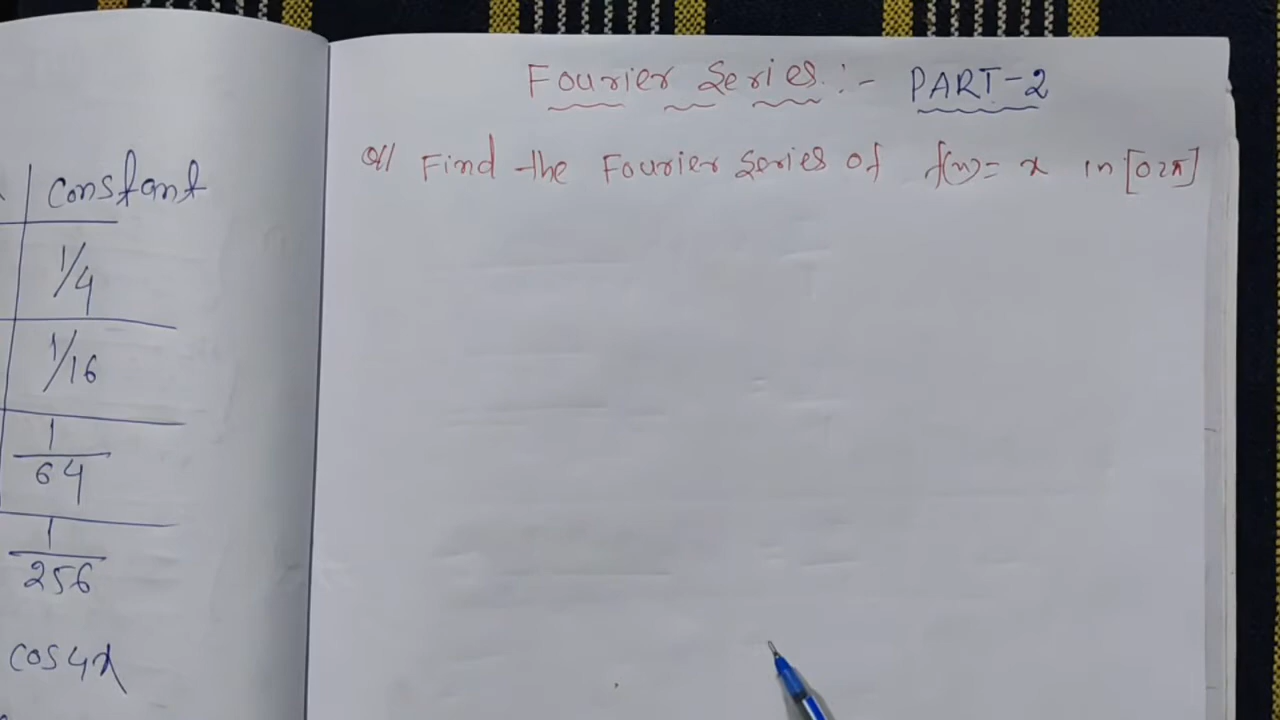 constant
1/4
1/16
1/64
1/256
cos4x
Fourier Series :- PART-2
Q1/ Find the Fourier Series of f(x) = x in [0 2π]